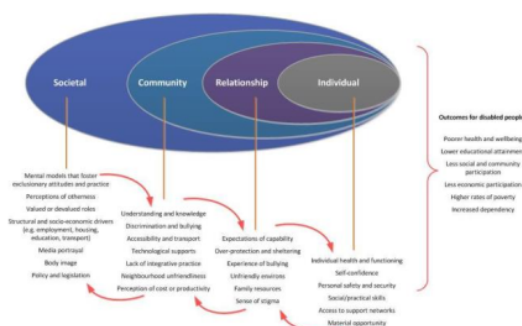 Societal
Community
Relationship
Individual
Mental models that foster
exclusionary attitudes and practice
Perceptions of otherness
Valued or devalued roles
Structural and socio-economic drivers
(e.g. employment), housing,
education, transport)
Media portrayal
Body image
Policy and legislation
Understanding and knowledge
Discrimination and bullying
Accessibility and transport
Technological supports
Lack of integrative practice
Neighbourhood unfriendliness
Perception of cost or productivity
Expectations of capability
Over-protection and sheltering
Experience of bullying
Unfriendly environs
Family resources
Sense of stigma
Individual health and functioning
Self-confidence
Personal safety and security
Social/practical skills
Access to support networks
Material opportunity
Outcomes for disabled people
Poorer health and wellbeing
Lower educational attainment
Less social and community
participation
Less economic participation
Higher rates of poverty
Increased dependency